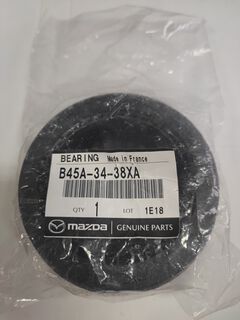 BEARING Made in France
B45A-34-38XA
QTY 1 LOT 1E18
mazda GENUINE PARTS